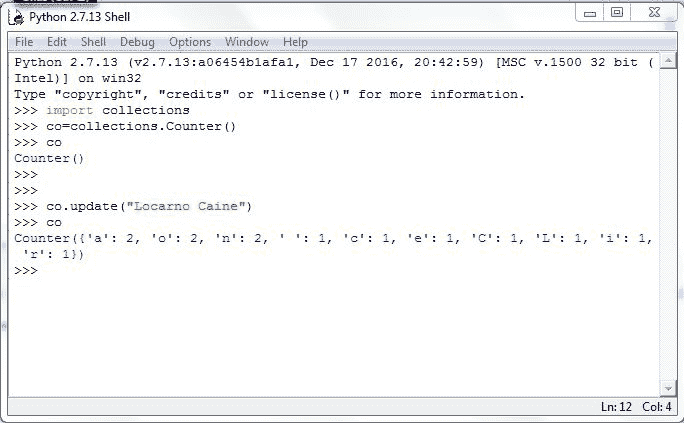 Python 2.7.13 Shell
File Edit Shell Debug Options Window Help
Python 2.7.13 (v2.7.13:a06454b1afa1, Dec 17 2016, 20:42:59) [MSC v.1500 32 bit (
Intel)] on win32
Type "copyright", "credits" or "license()" for more information.
>>> import collections
>>> co=collections.Counter()
>>> co
Counter()
>>>
>>>
>>> co.update("Locarno Caine")
>>> co
Counter({'a': 2, 'o': 2, 'n': 2, ' ': 1, 'c': 1, 'e': 1, 'C': 1, 'L': 1, 'i': 1,
 'r': 1})
>>>
Ln: 12 Col: 4